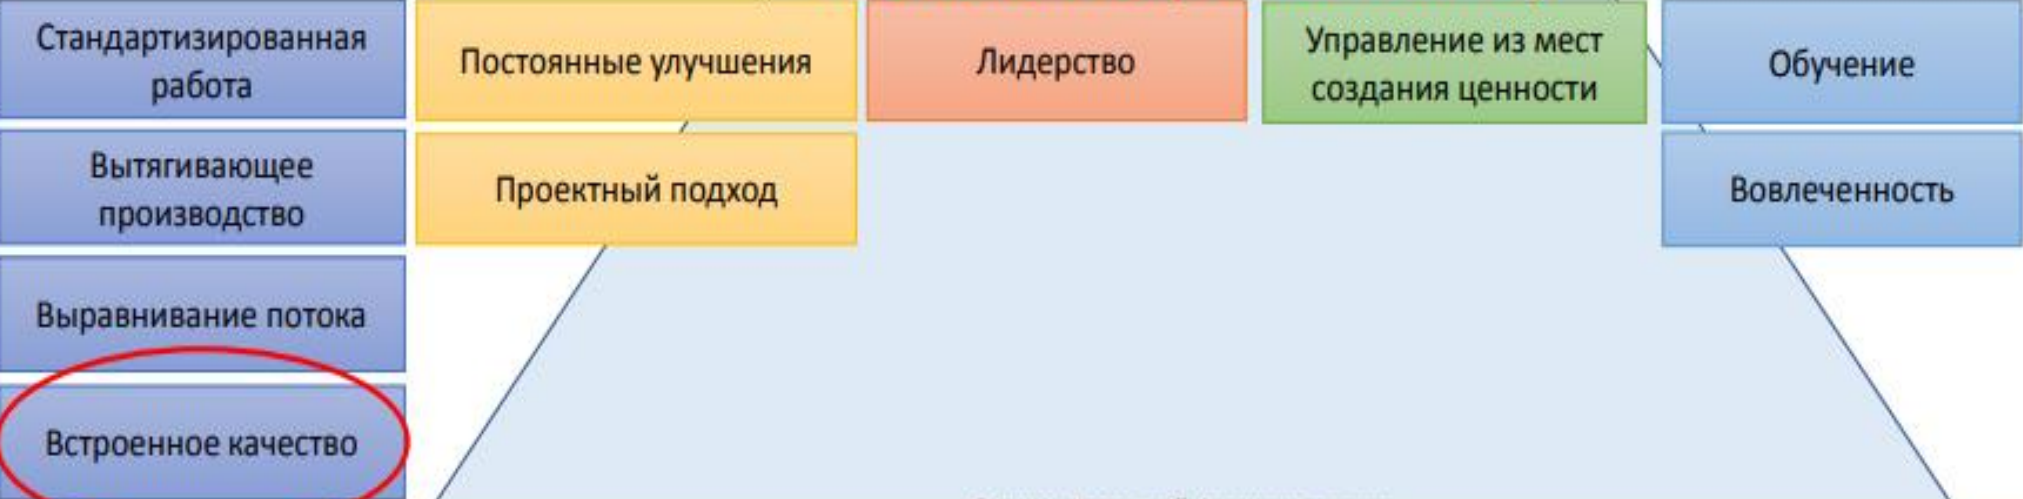 Стандартизированная
работа
Постоянные улучшения
Лидерство
Управление из мест
создания ценности
Обучение
Вытягивающее
производство
Проектный подход
Вовлеченность
Выравнивание потока
Встроенное качество